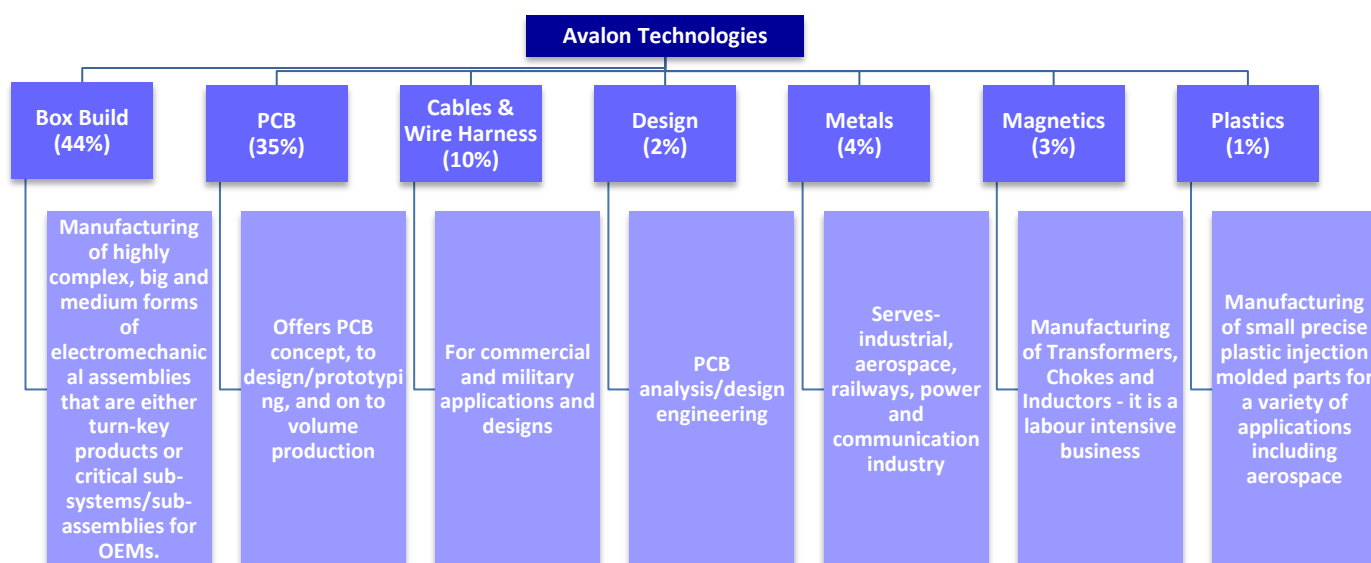 Avalon Technologies
Box Build
(44%)
PCB
(35%)
Cables &
Wire Harness
(10%)
Design
(2%)
Metals
(4%)
Magnetics
(3%)
Plastics
(1%)
Manufacturing
of highly
complex, big and
medium forms
of
electromechanic
al assemblies
that are either
turn-key
products or
critical sub-
systems/sub-
assemblies for
OEMs.
Offers PCB
concept, to
design/prototypi
ng, and on to
volume
production
For commercial
and military
applications and
designs
PCB
analysis/design
engineering
Serves-
industrial,
aerospace,
railways, power
and
communication
industry
Manufacturing
of Transformers,
Chokes and
Inductors - it is a
labour intensive
business
Manufacturing
of small precise
plastic injection
molded parts for
a variety of
applications
including
aerospace